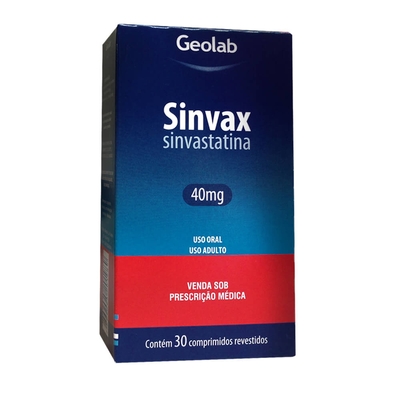 Geolab
Sinvax
sinvastatina
40mg
USO ORAL
USO ADULTO
VENDA SOB
PRESCRIÇÃO MÉDICA
Contém 30 comprimidos revestidos